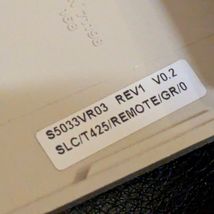 S5033VR03 REV1 V0.2
SLC/T425/REMOTE/GR/0